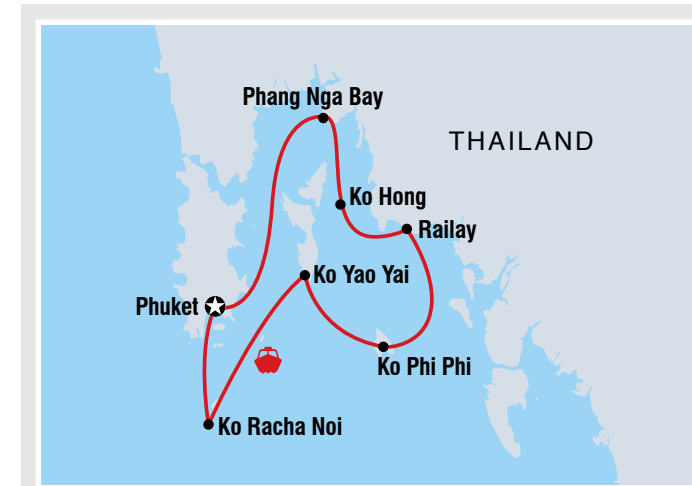 Phang Nga Bay
THAILAND
Ko Hong
Railay
Ko Yao Yai
Phuket
Ko Phi Phi
Ko Racha Noi